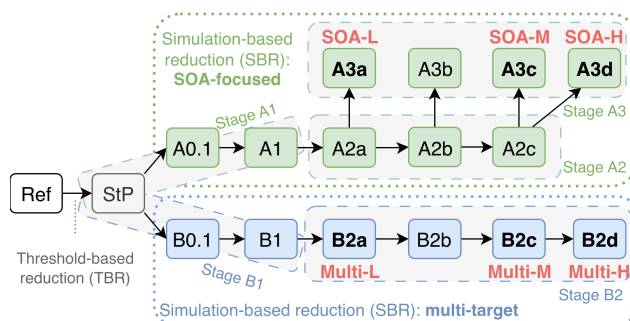 Simulation-based
reduction (SBR):
SOA-focused
SOA-L
SOA-M
SOA-H
A3a
A3b
A3c
A3d
Stage A1
Stage A3
A0.1
A1
A2a
A2b
A2c
Stage A2
Ref
StP
Threshold-based
reduction (TBR)
B0.1
B1
B2a
B2b
B2c
B2d
Stage B1
Multi-L
Multi-M
Multi-H
Stage B2
Simulation-based reduction (SBR): multi-target